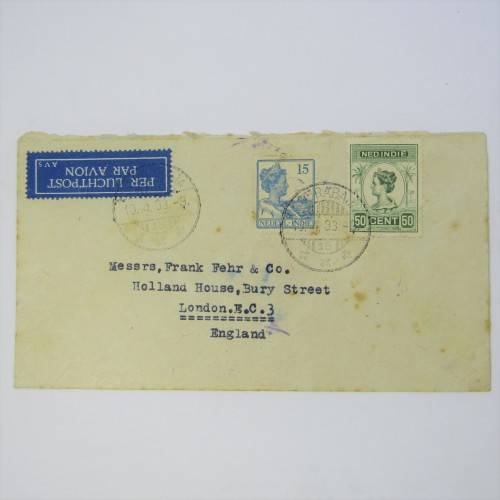 PER LUCHTPOST
PAR AVION
AVS
15
NED. INDIE
50 CENT 50
Messrs,Frank Fehr & Co.
Holland House,Bury Street
London.E.C.3
England